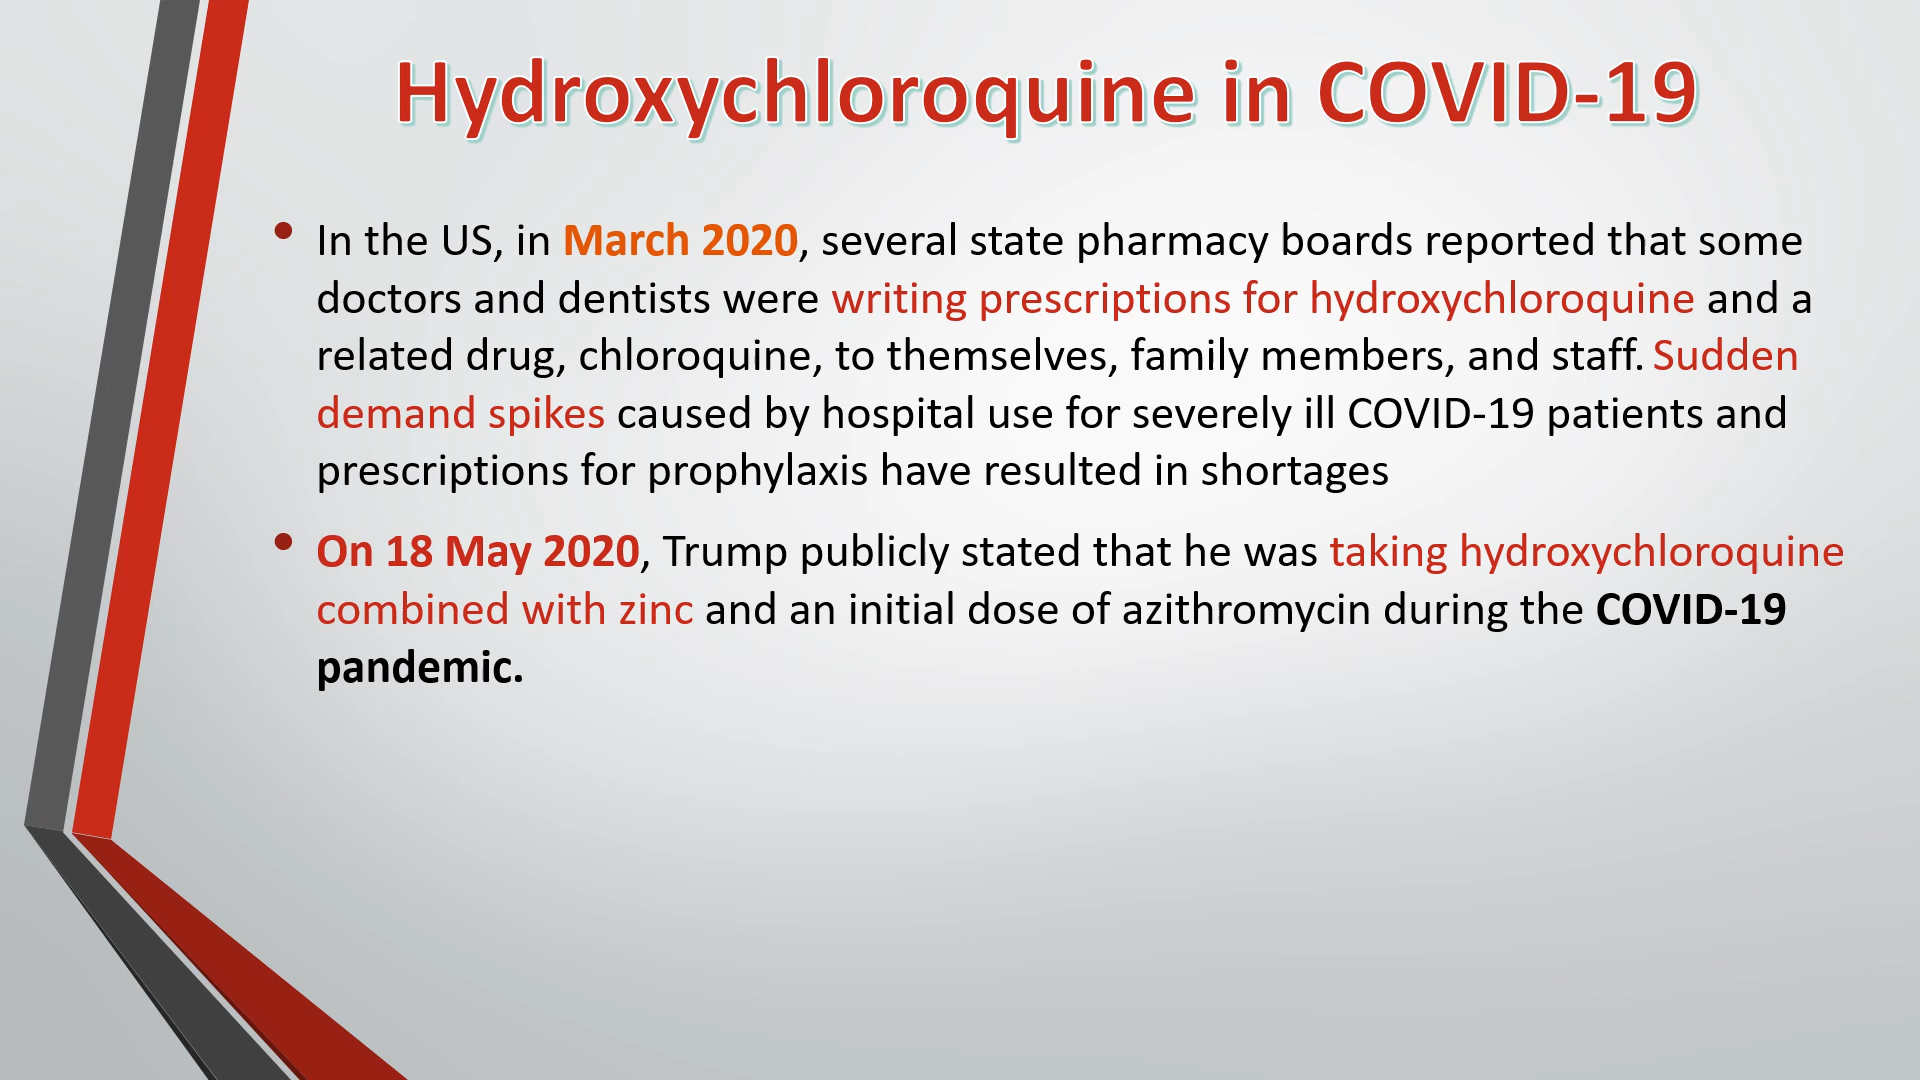 Hydroxychloroquine in COVID-19
• In the US, in March 2020, several state pharmacy boards reported that some
doctors and dentists were writing prescriptions for hydroxychloroquine and a
related drug, chloroquine, to themselves, family members, and staff. Sudden
demand spikes caused by hospital use for severely ill COVID-19 patients and
prescriptions for prophylaxis have resulted in shortages
• On 18 May 2020, Trump publicly stated that he was taking hydroxychloroquine
combined with zinc and an initial dose of azithromycin during the COVID-19
pandemic.